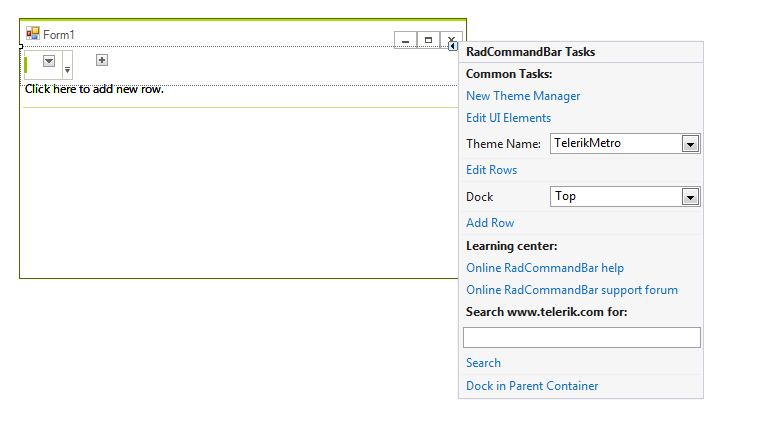 Form1
Click here to add new row.
RadCommandBar Tasks
Common Tasks:
New Theme Manager
Edit UI Elements
Theme Name: TelerikMetro
Edit Rows
Dock Top
Add Row
Learning center:
Online RadCommandBar help
Online RadCommandBar support forum
Search www.telerik.com for:
Search
Dock in Parent Container